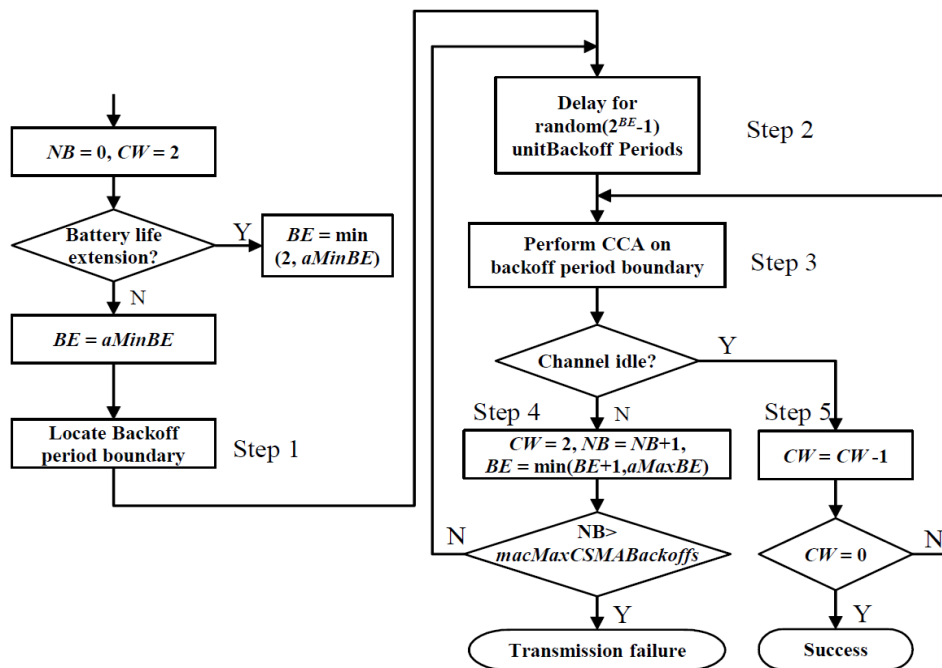 NB = 0, CW = 2
Battery life
extension?
Y
BE = min
(2, aMinBE)
N
BE = aMinBE
Locate Backoff
period boundary
Step 1
Delay for
random(2^BE-1)
unitBackoff Periods
Step 2
Perform CCA on
backoff period boundary
Step 3
Channel idle?
Y
N
Step 4
CW = 2, NB = NB+1,
BE = min(BE+1,aMaxBE)
NB>
macMaxCSMABackoffs
N
Y
Transmission failure
Step 5
CW = CW -1
CW = 0
N
Y
Success